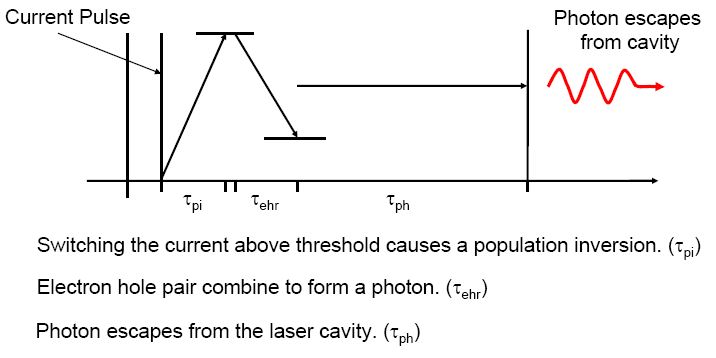 Current Pulse
Photon escapes
from cavity
τpi
τehr
τph
Switching the current above threshold causes a population inversion. (τpi)
Electron hole pair combine to form a photon. (τehr)
Photon escapes from the laser cavity. (τph)